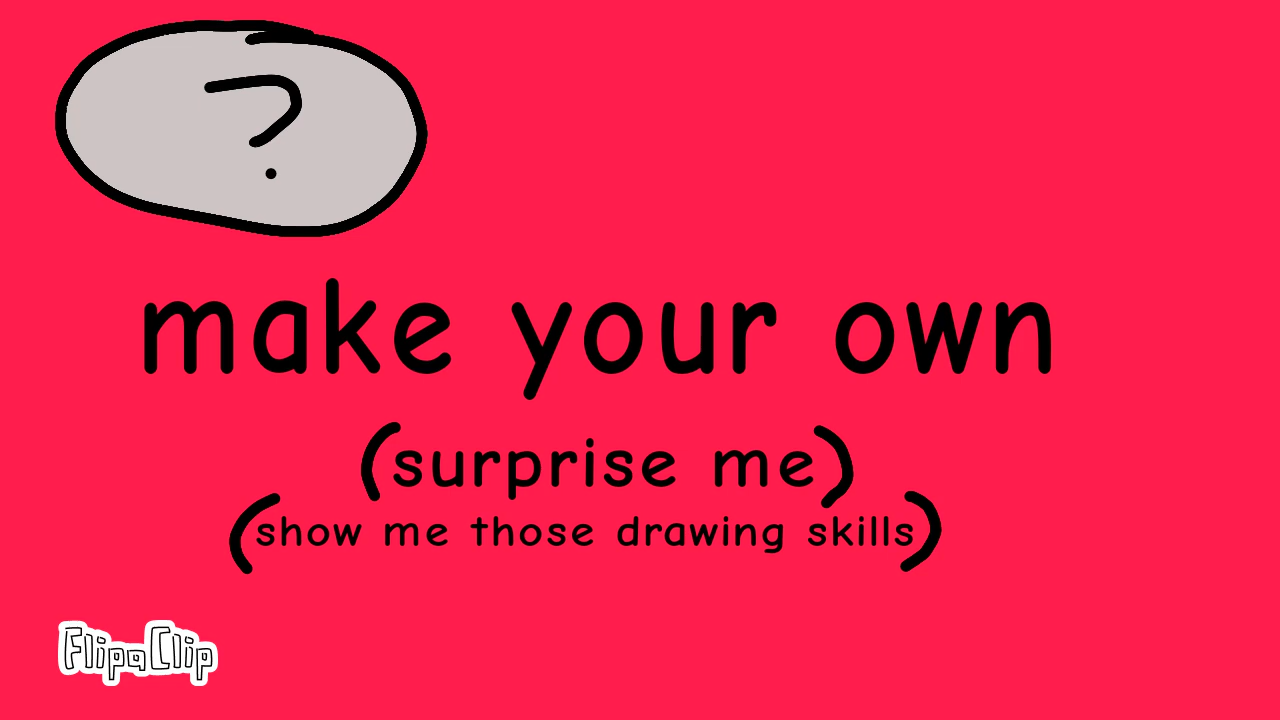 ?
make your own
(surprise me)
(show me those drawing skills)
FlipaClip